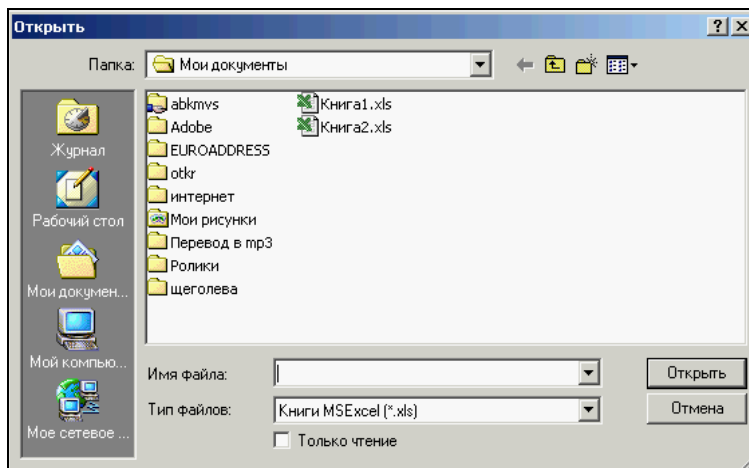 Открыть
Папка: Мои документы
Журнал
Рабочий стол
Мои докумен...
Мой компью...
Мое сетевое ...
abkmvs
Adobe
EUROADDRESS
otkr
интернет
Мои рисунки
Перевод в mp3
Ролики
щеголева
Книга1.xls
Книга2.xls
Имя файла:
Открыть
Тип файлов: Книги MSExcel (*.xls)
Отмена
Только чтение